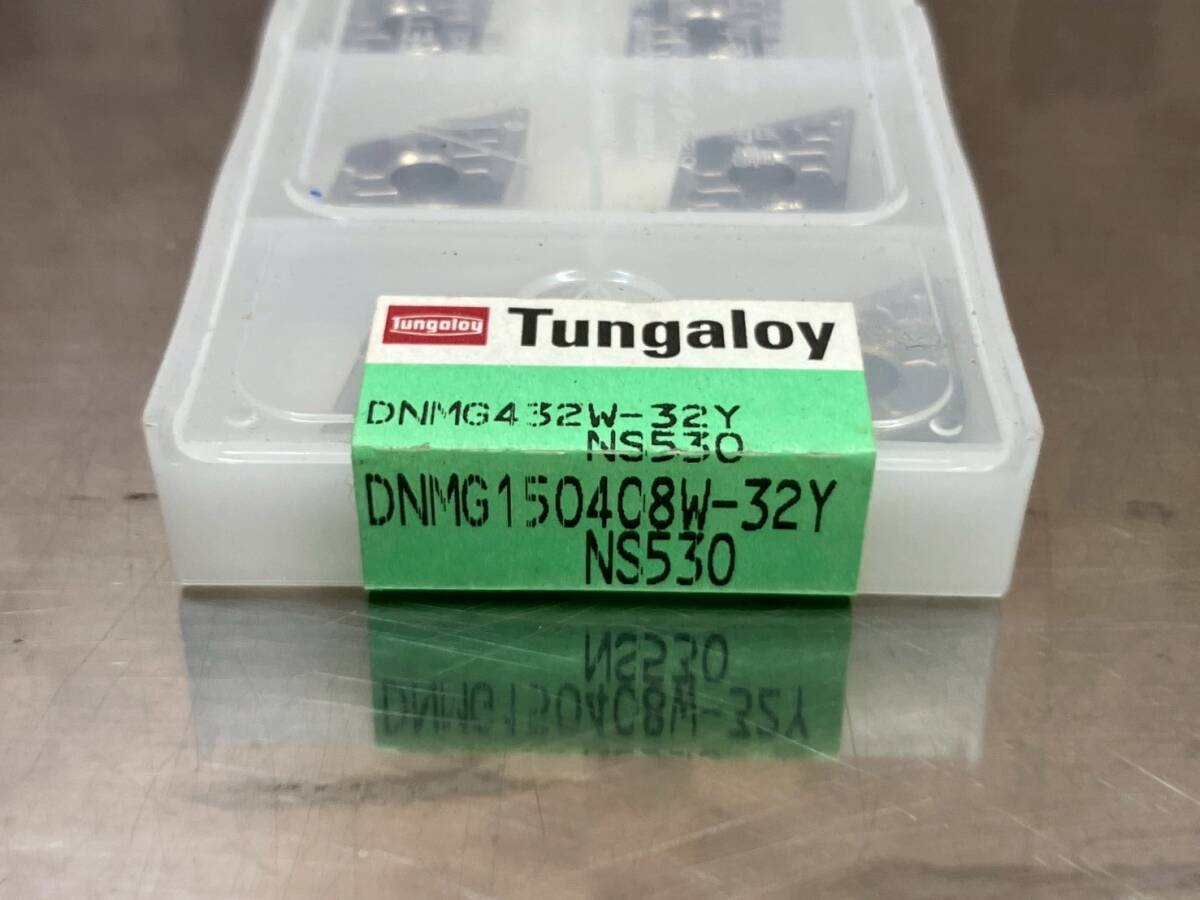 Tungaloy Tungaloy
DNMG432W-32Y
NS530
DNMG150408W-32Y
NS530